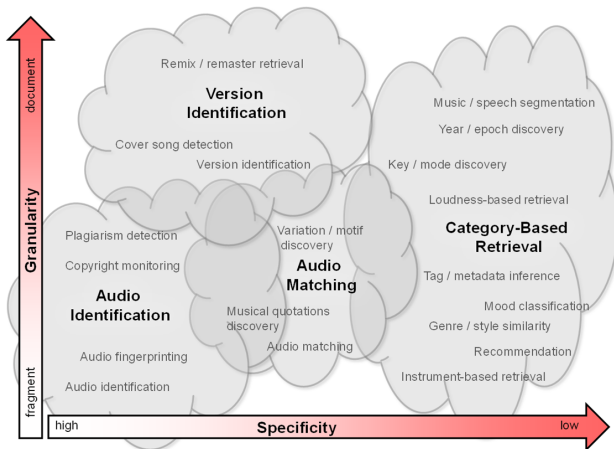 document
Granularity
fragment
Remix / remaster retrieval
Version
Identification
Cover song detection
Version identification
Music / speech segmentation
Year / epoch discovery
Key / mode discovery
Loudness-based retrieval
Category-Based
Retrieval
Tag / metadata inference
Mood classification
Genre / style similarity
Recommendation
Instrument-based retrieval
Plagiarism detection
Copyright monitoring
Audio
Identification
Audio fingerprinting
Audio identification
Variation / motif
discovery
Audio
Matching
Musical quotations
discovery
Audio matching
high
Specificity
low